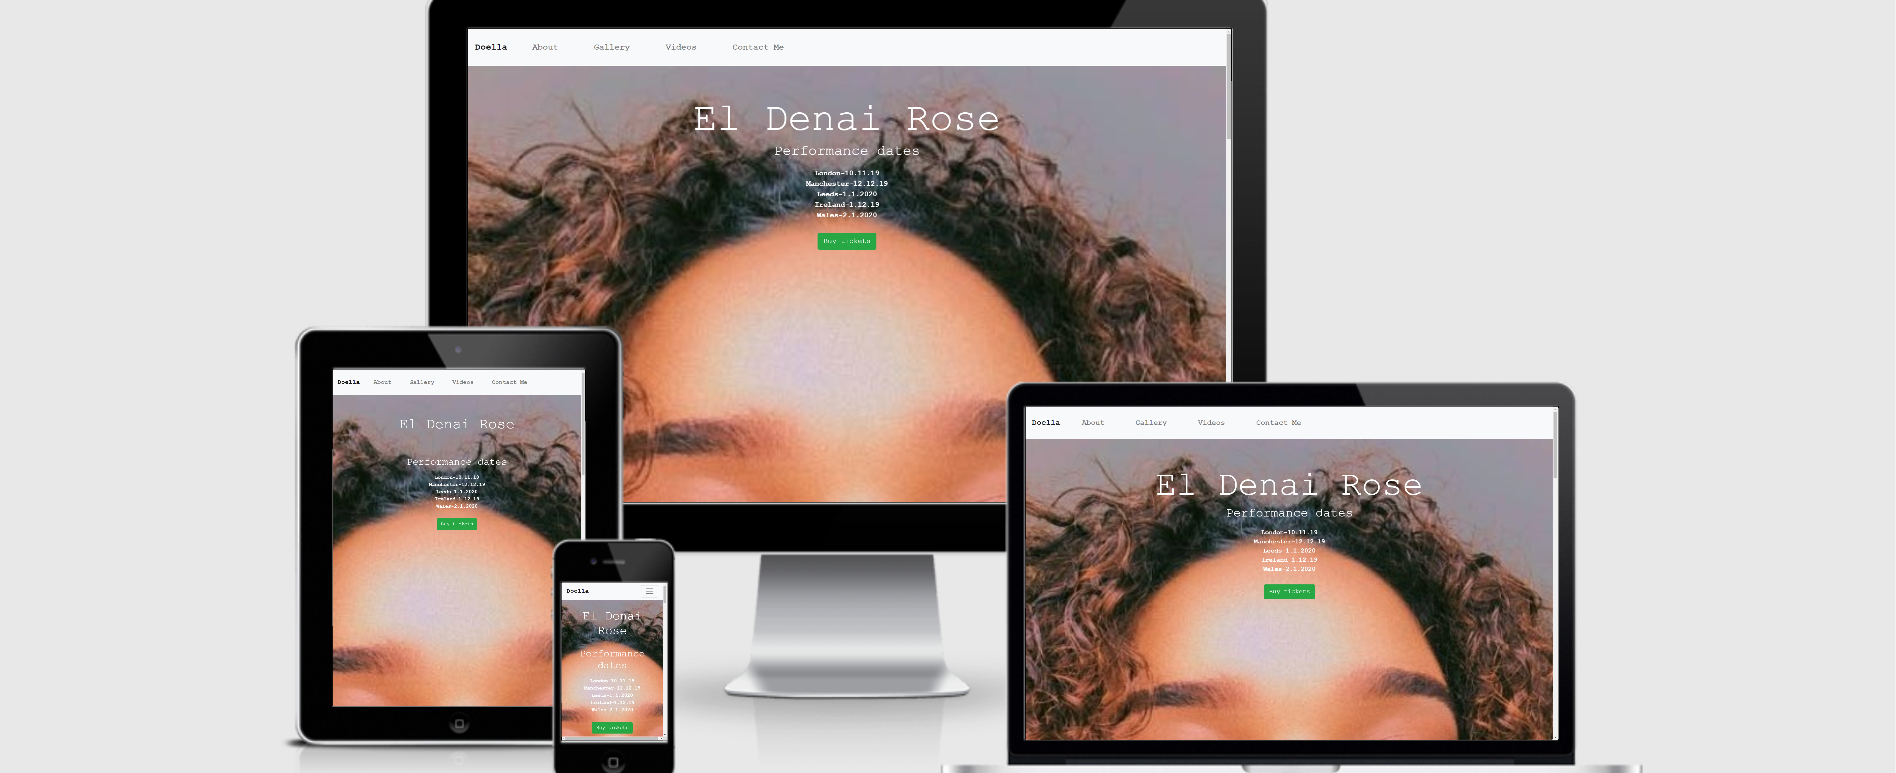 Doella About Gallery Videos Contact Me
El Denai Rose
Performance dates
London-10.11.19
Manchester-12.12.19
Leeds-1.1.2020
Ireland-1.12.19
Wales-2.1.2020
Buy tickets
Doella About Gallery Videos Contact Me
El Denai Rose
Performance dates
London-10.11.19
Manchester-12.12.19
Leeds-1.1.2020
Ireland-1.12.19
Wales-2.1.2020
Buy tickets
Doella
El Denai
Rose
Performance
dates
London-10.11.19
Manchester-12.12.19
Leeds-1.1.2020
Ireland-1.12.19
Wales-2.1.2020
Buy tickets
Doella About Gallery Videos Contact Me
El Denai Rose
Performance dates
London-10.11.19
Manchester-12.12.19
Leeds-1.1.2020
Ireland-1.12.19
Wales-2.1.2020
Buy tickets